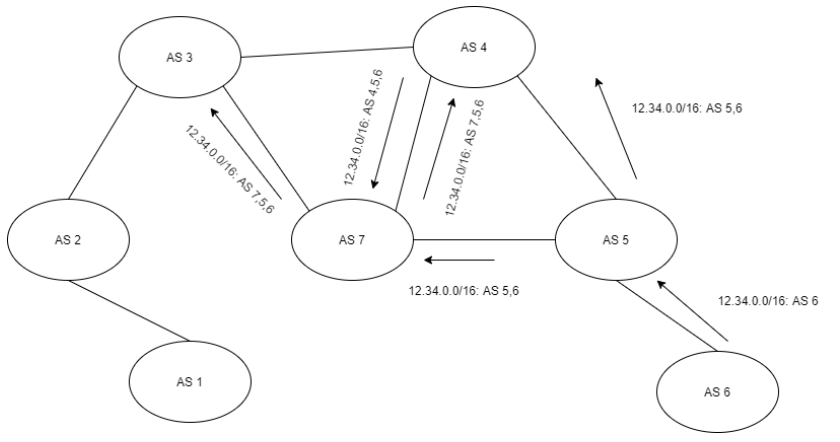 AS 3
AS 4
12.34.0.0/16: AS 5,6
12.34.0.0/16: AS 4,5,6
12.34.0.0/16: AS 7,5,6
12.34.0.0/16: AS 7,5,6
AS 2
AS 7
AS 5
12.34.0.0/16: AS 5,6
12.34.0.0/16: AS 6
AS 1
AS 6